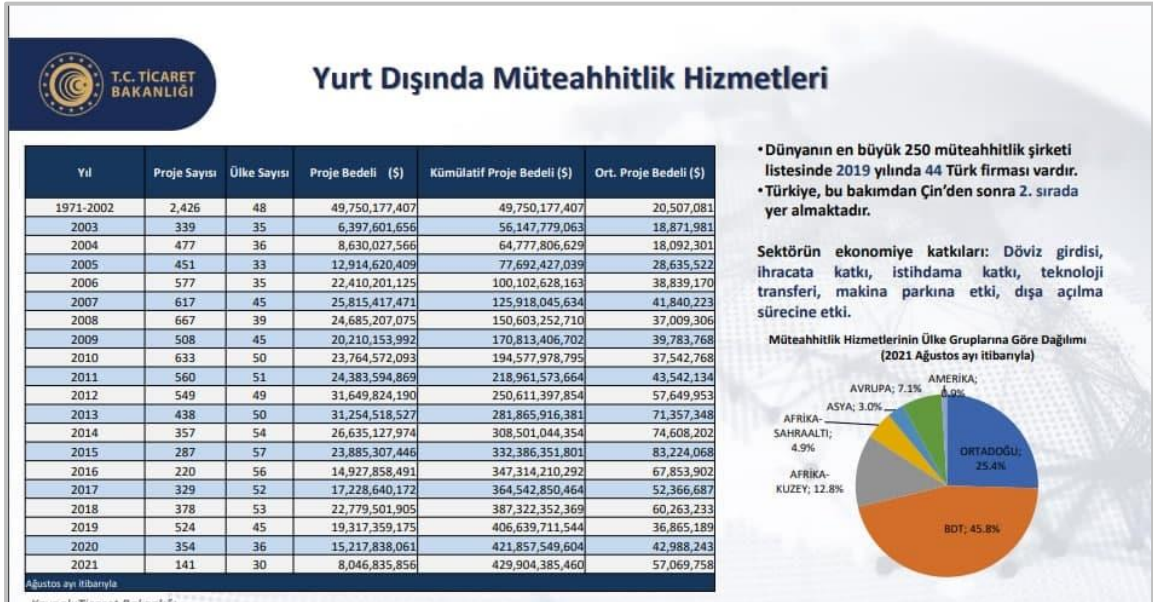 T.C. TİCARET
BAKANLIĞI
Yurt Dışında Müteahhitlik Hizmetleri
Yıl Proje Sayısı Ülke Sayısı Proje Bedeli ($) Kümülatif Proje Bedeli ($) Ort. Proje Bedeli ($)
1971-2002 2,426 48 49,750,177,407 49,750,177,407 20,507,081
2003 339 35 6,397,601,656 56,147,779,063 18,871,981
2004 477 36 8,630,027,566 64,777,806,629 18,092,301
2005 451 33 12,914,620,409 77,692,427,039 28,635,522
2006 577 35 22,410,201,125 100,102,628,163 38,839,170
2007 617 45 25,815,417,471 125,918,045,634 41,840,223
2008 667 39 24,685,207,075 150,603,252,710 37,009,306
2009 508 45 20,210,153,992 170,813,406,702 39,783,768
2010 633 50 23,764,572,093 194,577,978,795 37,542,768
2011 560 51 24,383,594,869 218,961,573,664 43,542,134
2012 549 49 31,649,824,190 250,611,397,854 57,649,953
2013 438 50 31,254,518,527 281,865,916,381 71,357,348
2014 357 54 26,635,127,974 308,501,044,354 74,608,202
2015 287 57 23,885,307,446 332,386,351,801 83,224,068
2016 220 56 14,927,858,491 347,314,210,292 67,853,902
2017 329 52 17,228,640,172 364,542,850,464 52,366,687
2018 378 53 22,779,501,905 387,322,352,369 60,263,233
2019 524 45 19,317,359,175 406,639,711,544 36,865,189
2020 354 36 15,217,838,061 421,857,549,604 42,988,243
2021 141 30 8,046,835,856 429,904,385,460 57,069,758
Ağustos ayı itibarıyla
•Dünyanın en büyük 250 müteahhitlik şirketi
listesinde 2019 yılında 44 Türk firması vardır.
•Türkiye, bu bakımdan Çin’den sonra 2. sırada
yer almaktadır.
Sektörün ekonomiye katkıları: Döviz girdisi,
ihracata katkı, istihdama katkı, teknoloji
transferi, makina parkına etki, dışa açılma
sürecine etki.
Müteahhitlik Hizmetlerinin Ülke Gruplarına Göre Dağılımı
(2021 Ağustos ayı itibarıyla)
AMERİKA;
0.9%
AVRUPA; 7.1%
ASYA; 3.0%
AFRİKA-
SAHRAALTI;
4.9%
AFRİKA-
KUZEY; 12.8%
ORTADOĞU;
25.4%
BDT; 45.8%